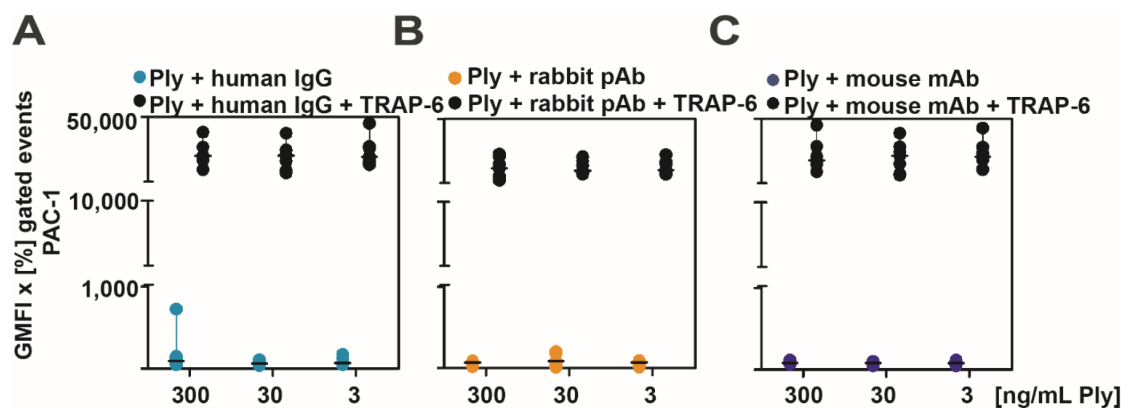 A
B
C
Ply + human IgG
Ply + human IgG + TRAP-6
Ply + rabbit pAb
Ply + rabbit pAb + TRAP-6
Ply + mouse mAb
Ply + mouse mAb + TRAP-6
GMFI x [%] gated events
PAC-1
50,000
10,000
1,000
300 30 3
300 30 3
300 30 3 [ng/mL Ply]